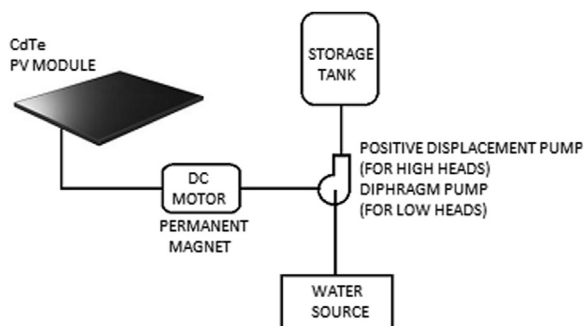 CdTe
PV MODULE
STORAGE
TANK
POSITIVE DISPLACEMENT PUMP
(FOR HIGH HEADS)
DIPHRAGM PUMP
(FOR LOW HEADS)
DC
MOTOR
PERMANENT
MAGNET
WATER
SOURCE